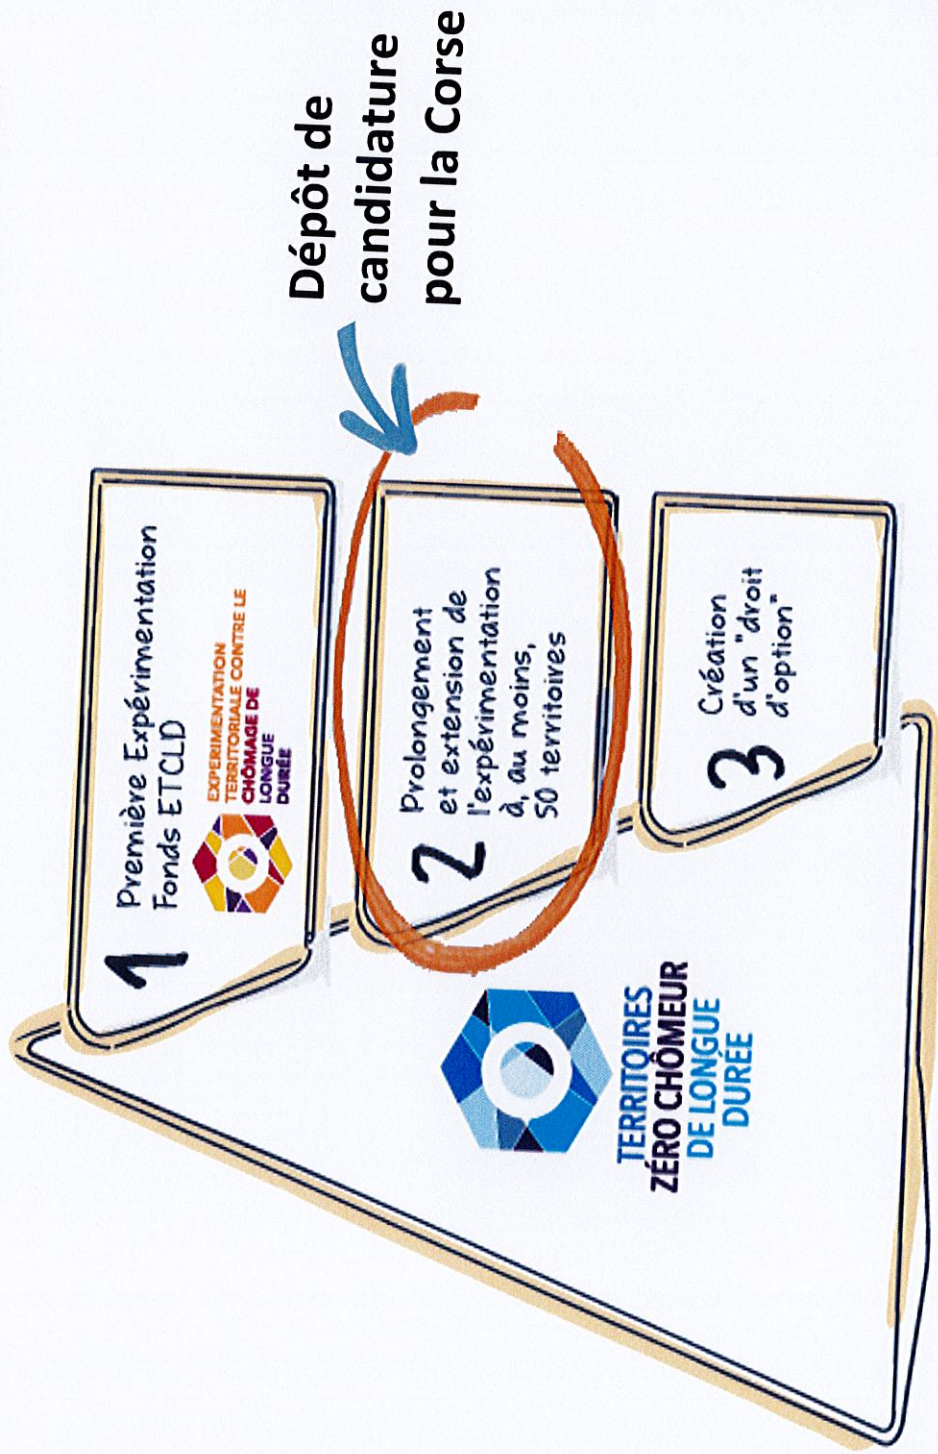 1
Première Expérimentation
Fonds ETCLD
EXPÉRIMENTATION
TERRITORIALE CONTRE LE
CHÔMAGE DE
LONGUE
DURÉE
Dépôt de
candidature
pour la Corse
2
Prolongement
et extension de
l'expérimentation
à, au moins,
50 territoires
3
Création
d'un "droit
d'option"
TERRITOIRES
ZÉRO CHÔMEUR
DE LONGUE
DURÉE